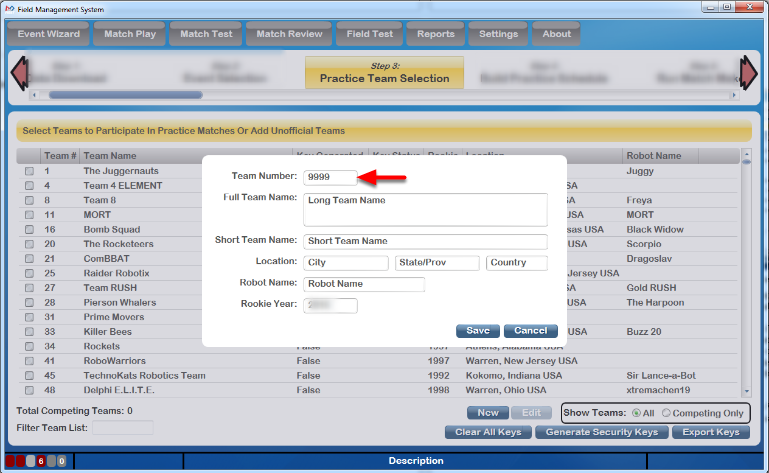 Field Management System
Event Wizard Match Play Match Test Match Review Field Test Reports Settings About
Step 3:
Practice Team Selection
Select Teams to Participate In Practice Matches Or Add Unofficial Teams
Team # Team Name Key Generated Key Status Rookie Location Robot Name
1 The Juggernauts Juggy
4 Team 4 ELEMENT SA
8 Team 8 Freya
11 MORT SA MORT
16 Bomb Squad sas USA Black Widow
20 The Rocketeers SA Scorpio
21 ComBBAT Dragoslav
25 Raider Robotix Jersey USA
27 Team RUSH SA Gold RUSH
28 Pierson Whalers USA The Harpoon
31 Prime Movers USA
33 Killer Bees USA Buzz 20
34 Rockets False 1997 Athens, Alabama USA
41 RoboWarriors False 1997 Warren, New Jersey USA
45 TechnoKats Robotics Team False 1992 Kokomo, Indiana USA Sir Lance-a-Bot
48 Delphi E.L.I.T.E. False 1998 Warren, Ohio USA xtremachen19
Team Number: 9999
Full Team Name: Long Team Name
Short Team Name: Short Team Name
Location: City State/Prov Country
Robot Name: Robot Name
Rookie Year:
Save Cancel
Total Competing Teams: 0 New Edit Show Teams: All Competing Only
Filter Team List: Clear All Keys Generate Security Keys Export Keys
6 0 Description